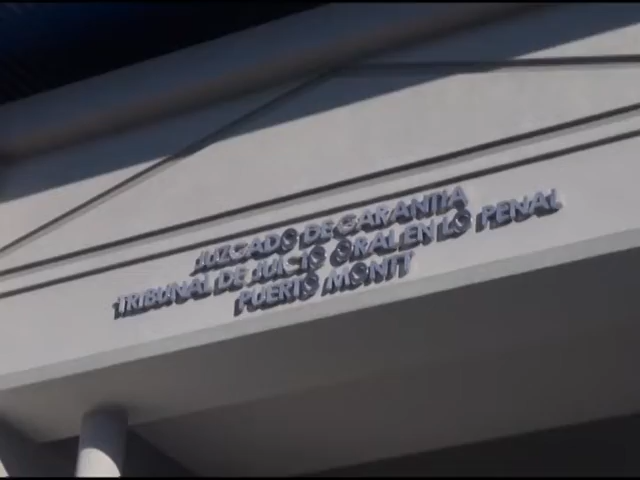 JUZGADO DE GARANTIA
TRIBUNAL DE JUICIO ORAL EN LO PENAL
PUERTO MONTT